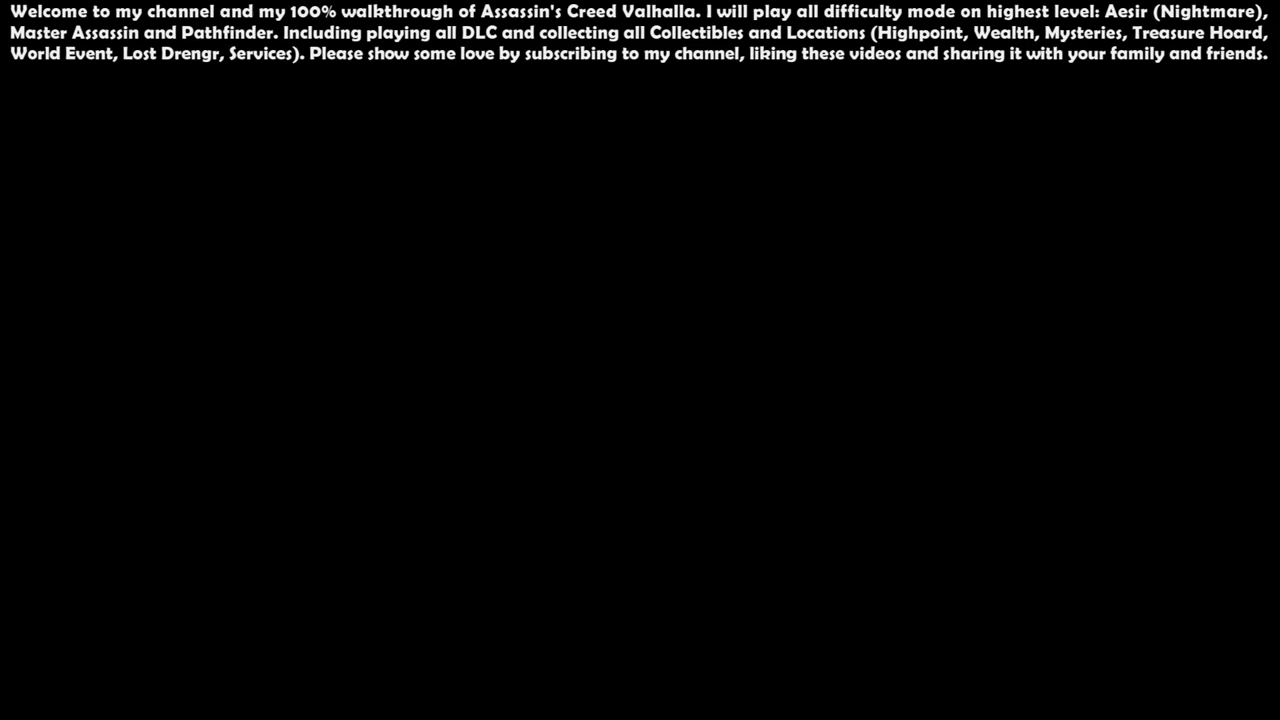 Welcome to my channel and my 100% walkthrough of Assassin's Creed Valhalla. I will play all difficulty mode on highest level: Aesir (Nightmare),
Master Assassin and Pathfinder. Including playing all DLC and collecting all Collectibles and Locations (Highpoint, Wealth, Mysteries, Treasure Hoard,
World Event, Lost Drengr, Services). Please show some love by subscribing to my channel, liking these videos and sharing it with your family and friends.